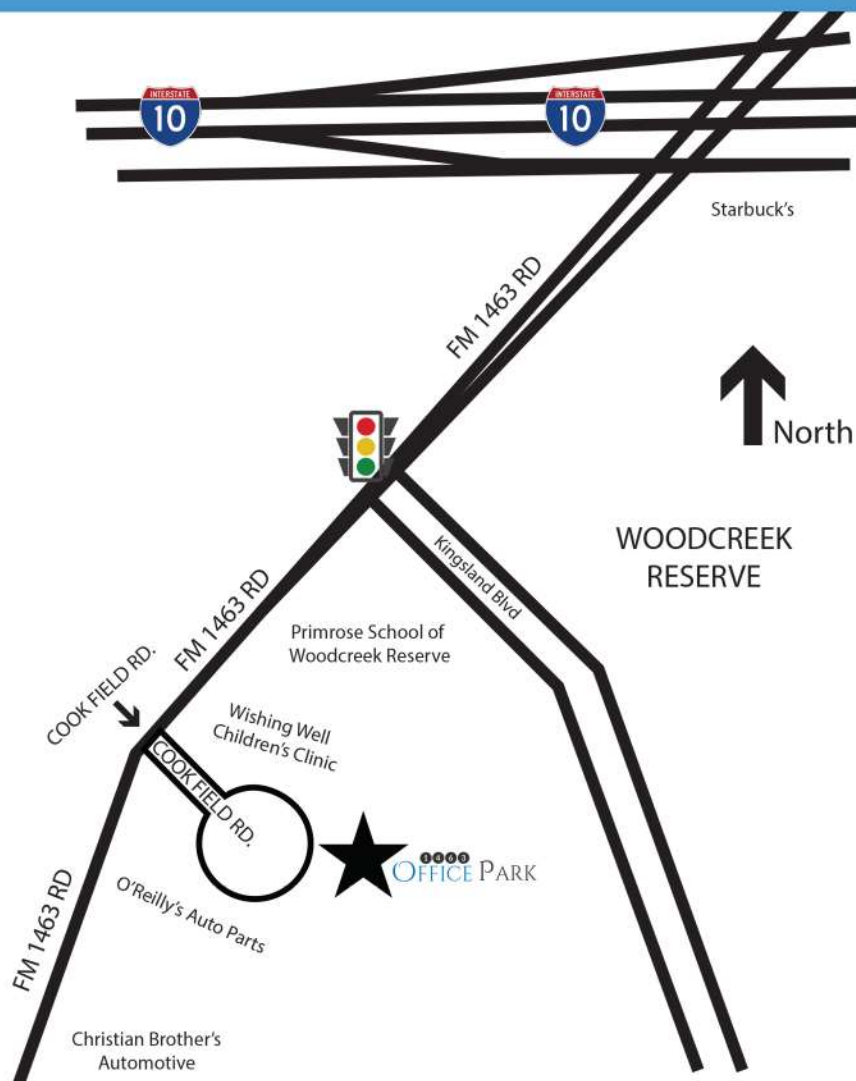 INTERSTATE
10
INTERSTATE
10
Starbuck's
FM 1463 RD
North
WOODCREEK
RESERVE
Kingsland Blvd
FM 1463 RD
Primrose School of
Woodcreek Reserve
COOK FIELD RD.
Wishing Well
Children's Clinic
COOK FIELD RD.
1463
OFFICE PARK
FM 1463 RD
O'Reilly's Auto Parts
Christian Brother's
Automotive